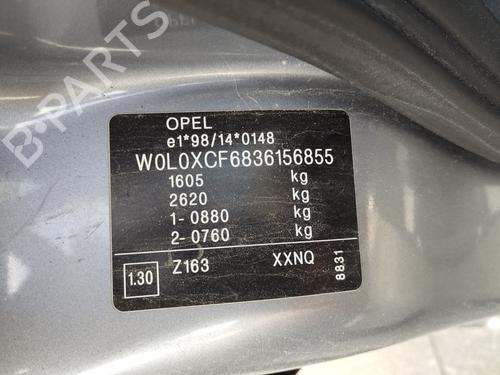 OPEL
e1*98/14*0148
W0L0XCF6836156855
1605 kg
2620 kg
1- 0880 kg
2- 0760 kg
1.30 Z163 XXNQ 8831